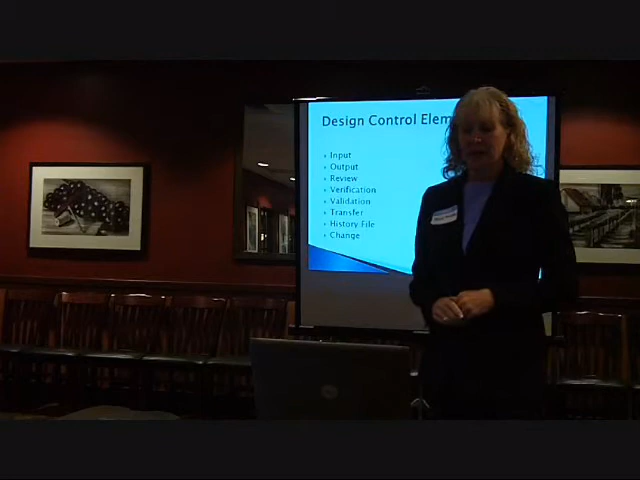 Design Control Elem
Input
Output
Review
Verification
Validation
Transfer
History File
Change